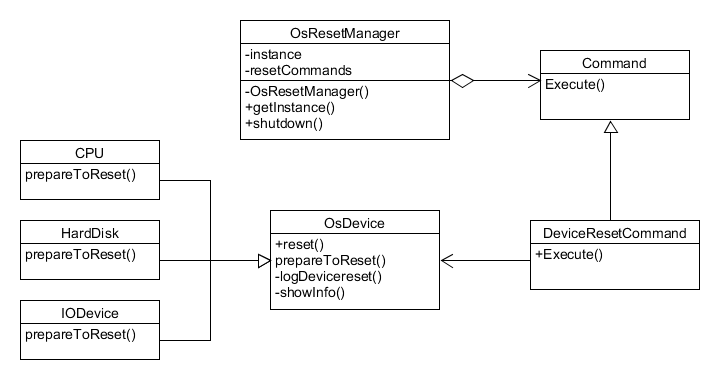 OsResetManager
-instance
-resetCommands
-OsResetManager()
+getInstance()
+shutdown()
Command
Execute()
CPU
prepareToReset()
HardDisk
prepareToReset()
IODevice
prepareToReset()
OsDevice
+reset()
prepareToReset()
-logDevicereset()
-showInfo()
DeviceResetCommand
+Execute()